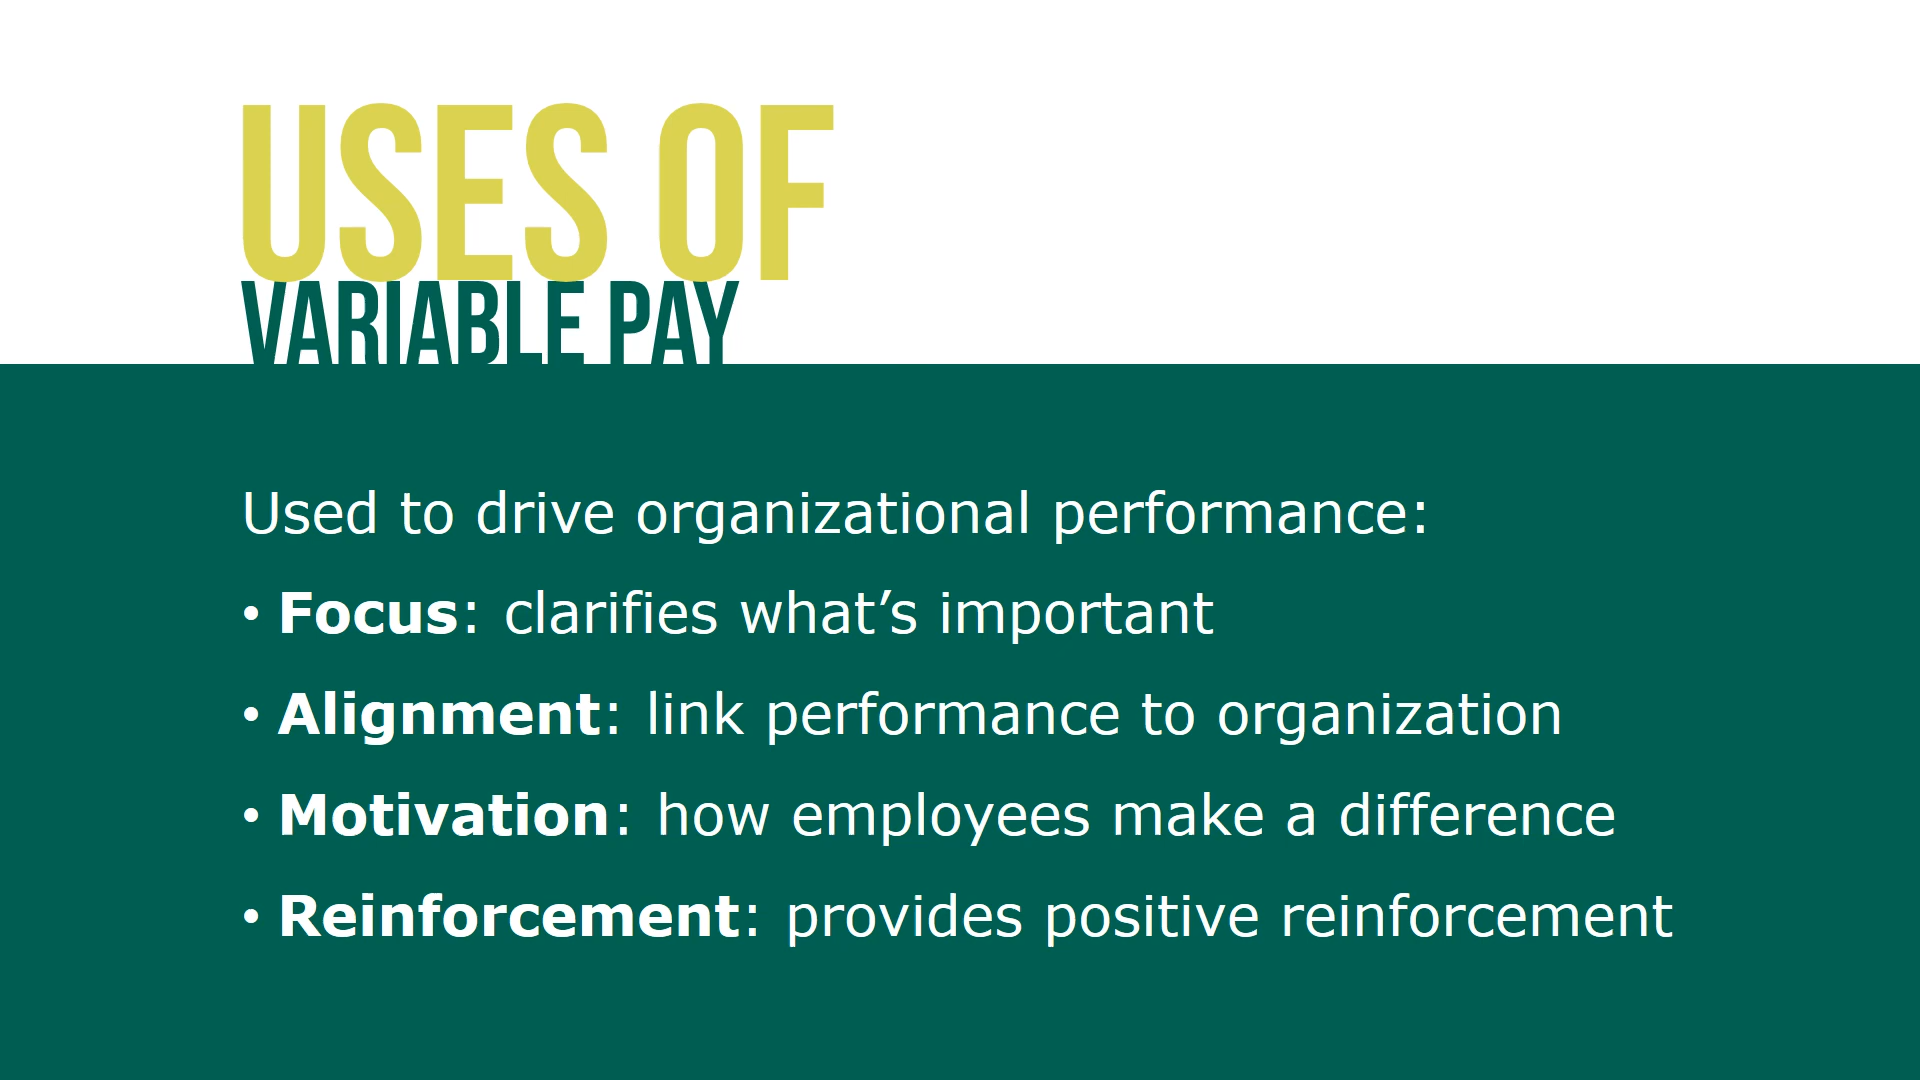 USES OF
VARIABLE PAY
Used to drive organizational performance:
• Focus: clarifies what’s important
• Alignment: link performance to organization
• Motivation: how employees make a difference
• Reinforcement: provides positive reinforcement